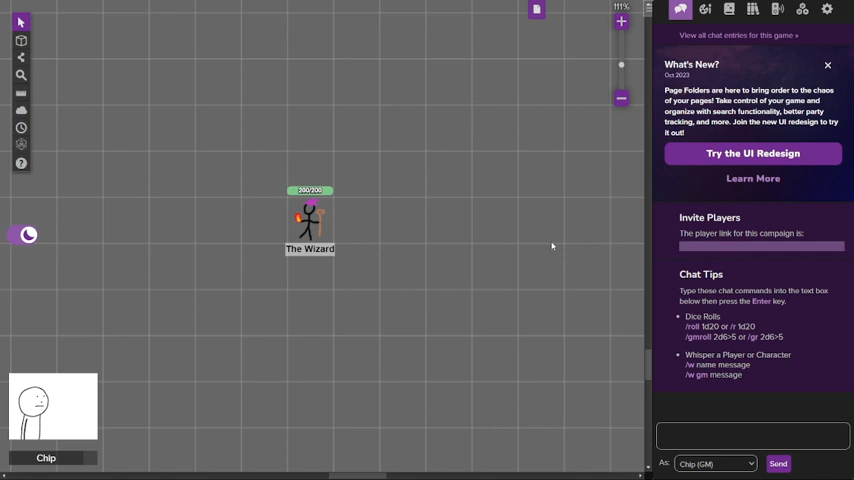 111%
View all chat entries for this game »
What's New?
Oct 2023
Page Folders are here to bring order to the chaos
of your pages! Take control of your game and
organize with search functionality, better party
tracking, and more. Join the new UI redesign to try
it out!
Try the UI Redesign
Learn More
200/200
The Wizard
Invite Players
The player link for this campaign is:
Chat Tips
Type these chat commands into the text box
below then press the Enter key.
• Dice Rolls
/roll 1d20 or /r 1d20
/gmroll 2d6>5 or /gr 2d6>5
• Whisper a Player or Character
/w name message
/w gm message
Chip
As: Chip (GM) Send